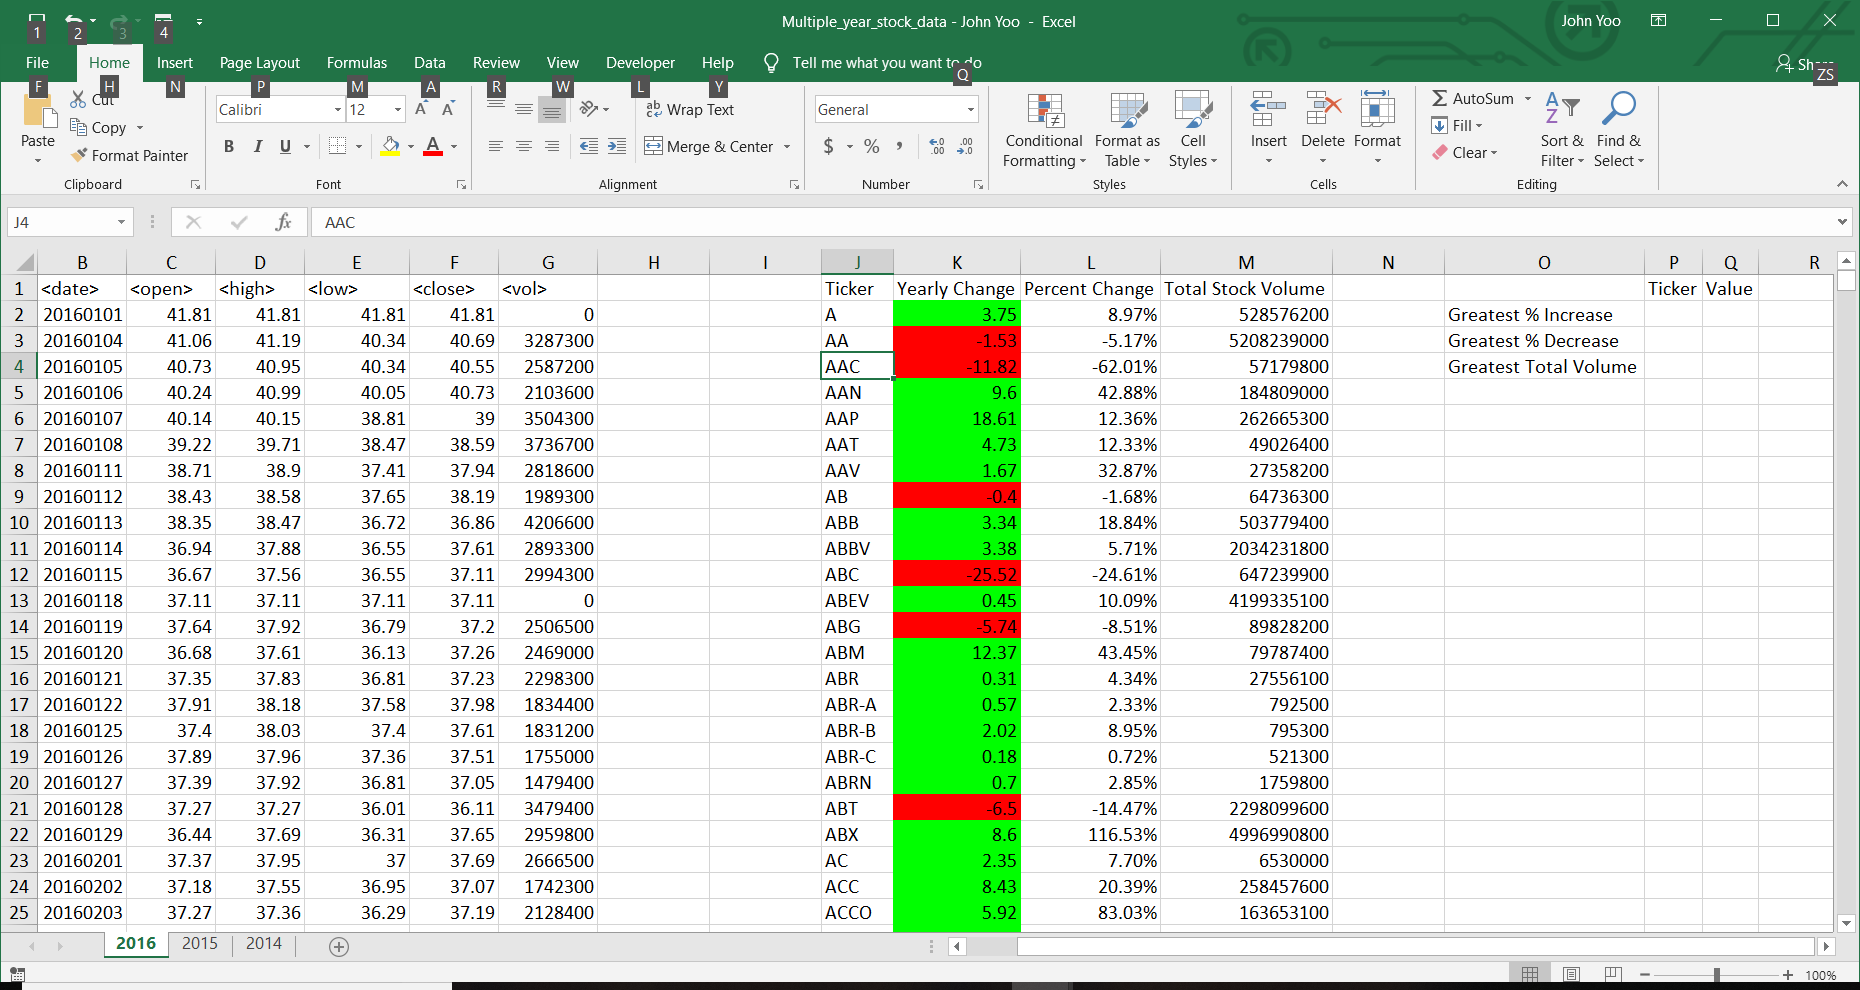 Multiple_year_stock_data - John Yoo - Excel
John Yoo
1 2 3 4
File Home Insert Page Layout Formulas Data Review View Developer Help Tell me what you want to do
F H N P M A R W L Y Q ZS
Paste
Cut
Copy
Format Painter
Clipboard
Calibri 12
B I U
Font
Wrap Text
Merge & Center
Alignment
General
$ % ,
Number
Conditional Formatting
Format as Table
Cell Styles
Styles
Insert Delete Format
Cells
AutoSum
Fill
Clear
Sort & Filter
Find & Select
Editing
J4 fx AAC
B C D E F G H I J K L M N O P Q R
1 <date> <open> <high> <low> <close> <vol> Ticker Yearly Change Percent Change Total Stock Volume Ticker Value
2 20160101 41.81 41.81 41.81 41.81 0 A 3.75 8.97% 528576200 Greatest % Increase
3 20160104 41.06 41.19 40.34 40.69 3287300 AA -1.53 -5.17% 5208239000 Greatest % Decrease
4 20160105 40.73 40.95 40.34 40.55 2587200 AAC -11.82 -62.01% 57179800 Greatest Total Volume
5 20160106 40.24 40.99 40.05 40.73 2103600 AAN 9.6 42.88% 184809000
6 20160107 40.14 40.15 38.81 39 3504300 AAP 18.61 12.36% 262665300
7 20160108 39.22 39.71 38.47 38.59 3736700 AAT 4.73 12.33% 49026400
8 20160111 38.71 38.9 37.41 37.94 2818600 AAV 1.67 32.87% 27358200
9 20160112 38.43 38.58 37.65 38.19 1989300 AB -0.4 -1.68% 64736300
10 20160113 38.35 38.47 36.72 36.86 4206600 ABB 3.34 18.84% 503779400
11 20160114 36.94 37.88 36.55 37.61 2893300 ABBV 3.38 5.71% 2034231800
12 20160115 36.67 37.56 36.55 37.11 2994300 ABC -25.52 -24.61% 647239900
13 20160118 37.11 37.11 37.11 37.11 0 ABEV 0.45 10.09% 4199335100
14 20160119 37.64 37.92 36.79 37.2 2506500 ABG -5.74 -8.51% 89828200
15 20160120 36.68 37.61 36.13 37.26 2469000 ABM 12.37 43.45% 79787400
16 20160121 37.35 37.83 36.81 37.23 2298300 ABR 0.31 4.34% 27556100
17 20160122 37.91 38.18 37.58 37.98 1834400 ABR-A 0.57 2.33% 792500
18 20160125 37.4 38.03 37.4 37.61 1831200 ABR-B 2.02 8.95% 795300
19 20160126 37.89 37.96 37.36 37.51 1755000 ABR-C 0.18 0.72% 521300
20 20160127 37.39 37.92 36.81 37.05 1479400 ABRN 0.7 2.85% 1759800
21 20160128 37.27 37.27 36.01 36.11 3479400 ABT -6.5 -14.47% 2298099600
22 20160129 36.44 37.69 36.31 37.65 2959800 ABX 8.6 116.53% 4996990800
23 20160201 37.37 37.95 37 37.69 2666500 AC 2.35 7.70% 6530000
24 20160202 37.18 37.55 36.95 37.07 1742300 ACC 8.43 20.39% 258457600
25 20160203 37.27 37.36 36.29 37.19 2128400 ACCO 5.92 83.03% 163653100
2016 2015 2014
100%